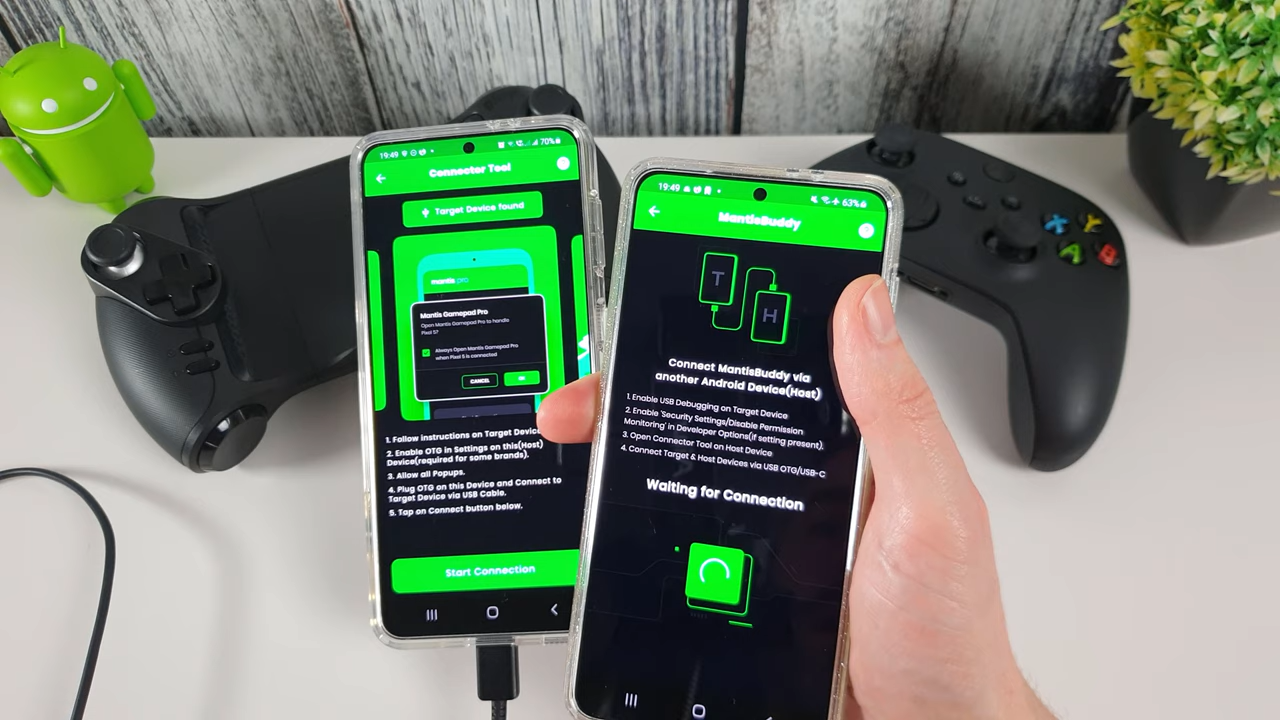 19:49
70%
Connector Tool
Target Device found
mantis pro
Mantis Gamepad Pro
Open Mantis Gamepad Pro to handle
Pixel 5?
Always Open Mantis Gamepad Pro
when Pixel 5 is connected
CANCEL
OK
1. Follow instructions on Target
2. Enable OTG in Settings on this(Host)
Device(required for some brands).
3. Allow all Popups.
4. Plug OTG on this Device and Connect to
Target Device via USB Cable.
5. Tap on Connect button below.
Start Connection
19:49
63%
MantisBuddy
T
H
Connect MantisBuddy via
another Android Device(Host)
1. Enable USB Debugging on Target Device
2. Enable 'Security Settings/Disable Permission
Monitoring' in Developer Options(if setting present).
3. Open Connector Tool on Host Device
4. Connect Target & Host Devices via USB OTG/USB-C
Waiting for Connection
X
Y
A
B